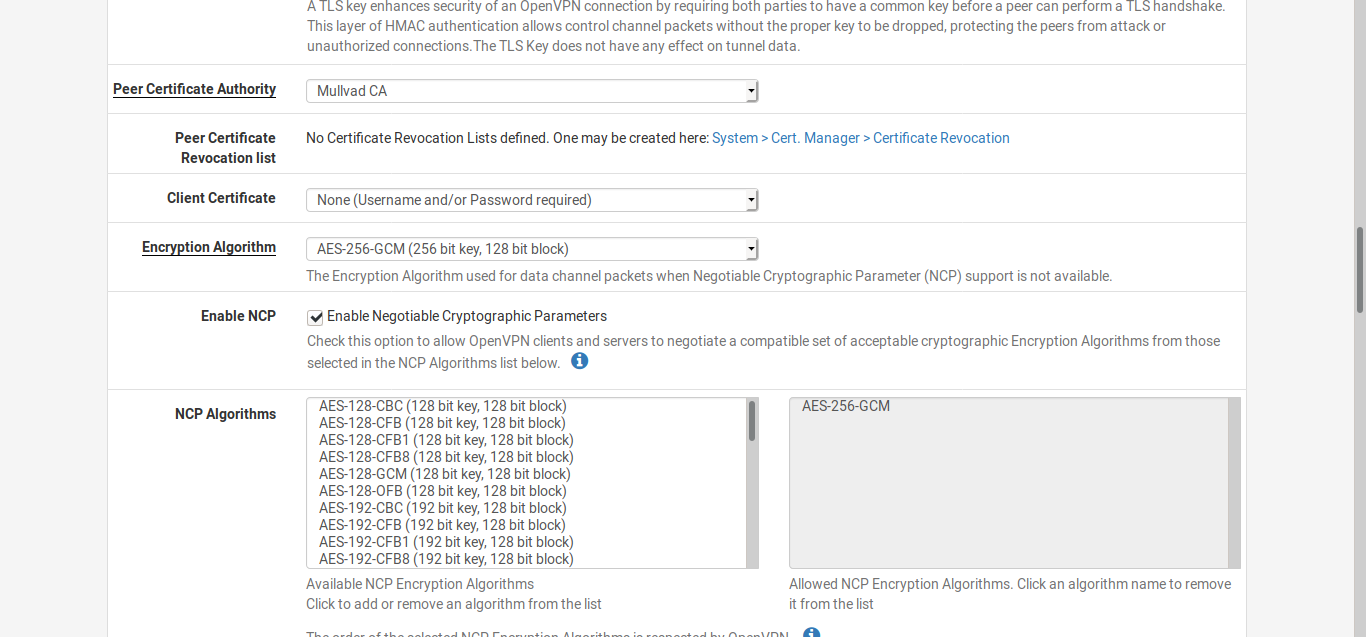 A TLS key enhances security of an OpenVPN connection by requiring both parties to have a common key before a peer can perform a TLS handshake.
This layer of HMAC authentication allows control channel packets without the proper key to be dropped, protecting the peers from attack or
unauthorized connections.The TLS Key does not have any effect on tunnel data.
Peer Certificate Authority
Mullvad CA
Peer Certificate
Revocation list
No Certificate Revocation Lists defined. One may be created here: System > Cert. Manager > Certificate Revocation
Client Certificate
None (Username and/or Password required)
Encryption Algorithm
AES-256-GCM (256 bit key, 128 bit block)
The Encryption Algorithm used for data channel packets when Negotiable Cryptographic Parameter (NCP) support is not available.
Enable NCP
Enable Negotiable Cryptographic Parameters
Check this option to allow OpenVPN clients and servers to negotiate a compatible set of acceptable cryptographic Encryption Algorithms from those
selected in the NCP Algorithms list below.
NCP Algorithms
AES-128-CBC (128 bit key, 128 bit block)
AES-128-CFB (128 bit key, 128 bit block)
AES-128-CFB1 (128 bit key, 128 bit block)
AES-128-CFB8 (128 bit key, 128 bit block)
AES-128-GCM (128 bit key, 128 bit block)
AES-128-OFB (128 bit key, 128 bit block)
AES-192-CBC (192 bit key, 128 bit block)
AES-192-CFB (192 bit key, 128 bit block)
AES-192-CFB1 (192 bit key, 128 bit block)
AES-192-CFB8 (192 bit key, 128 bit block)
Available NCP Encryption Algorithms
Click to add or remove an algorithm from the list
AES-256-GCM
Allowed NCP Encryption Algorithms. Click an algorithm name to remove
it from the list
The order of the selected NCP Encryption Algorithms is respected by OpenVPN.